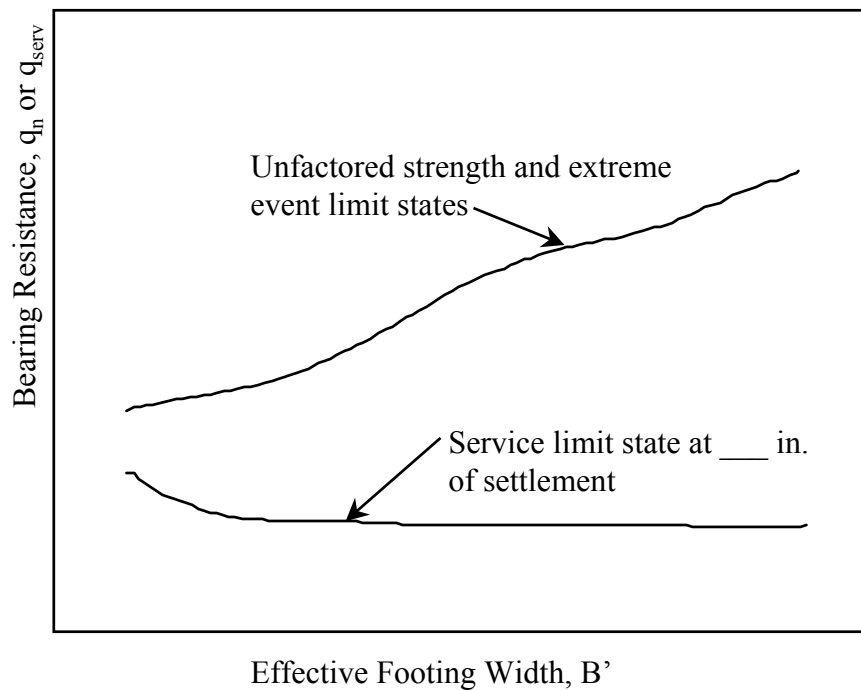 Bearing Resistance, qn or qserv
Unfactored strength and extreme
event limit states
Service limit state at ___ in.
of settlement
Effective Footing Width, B’